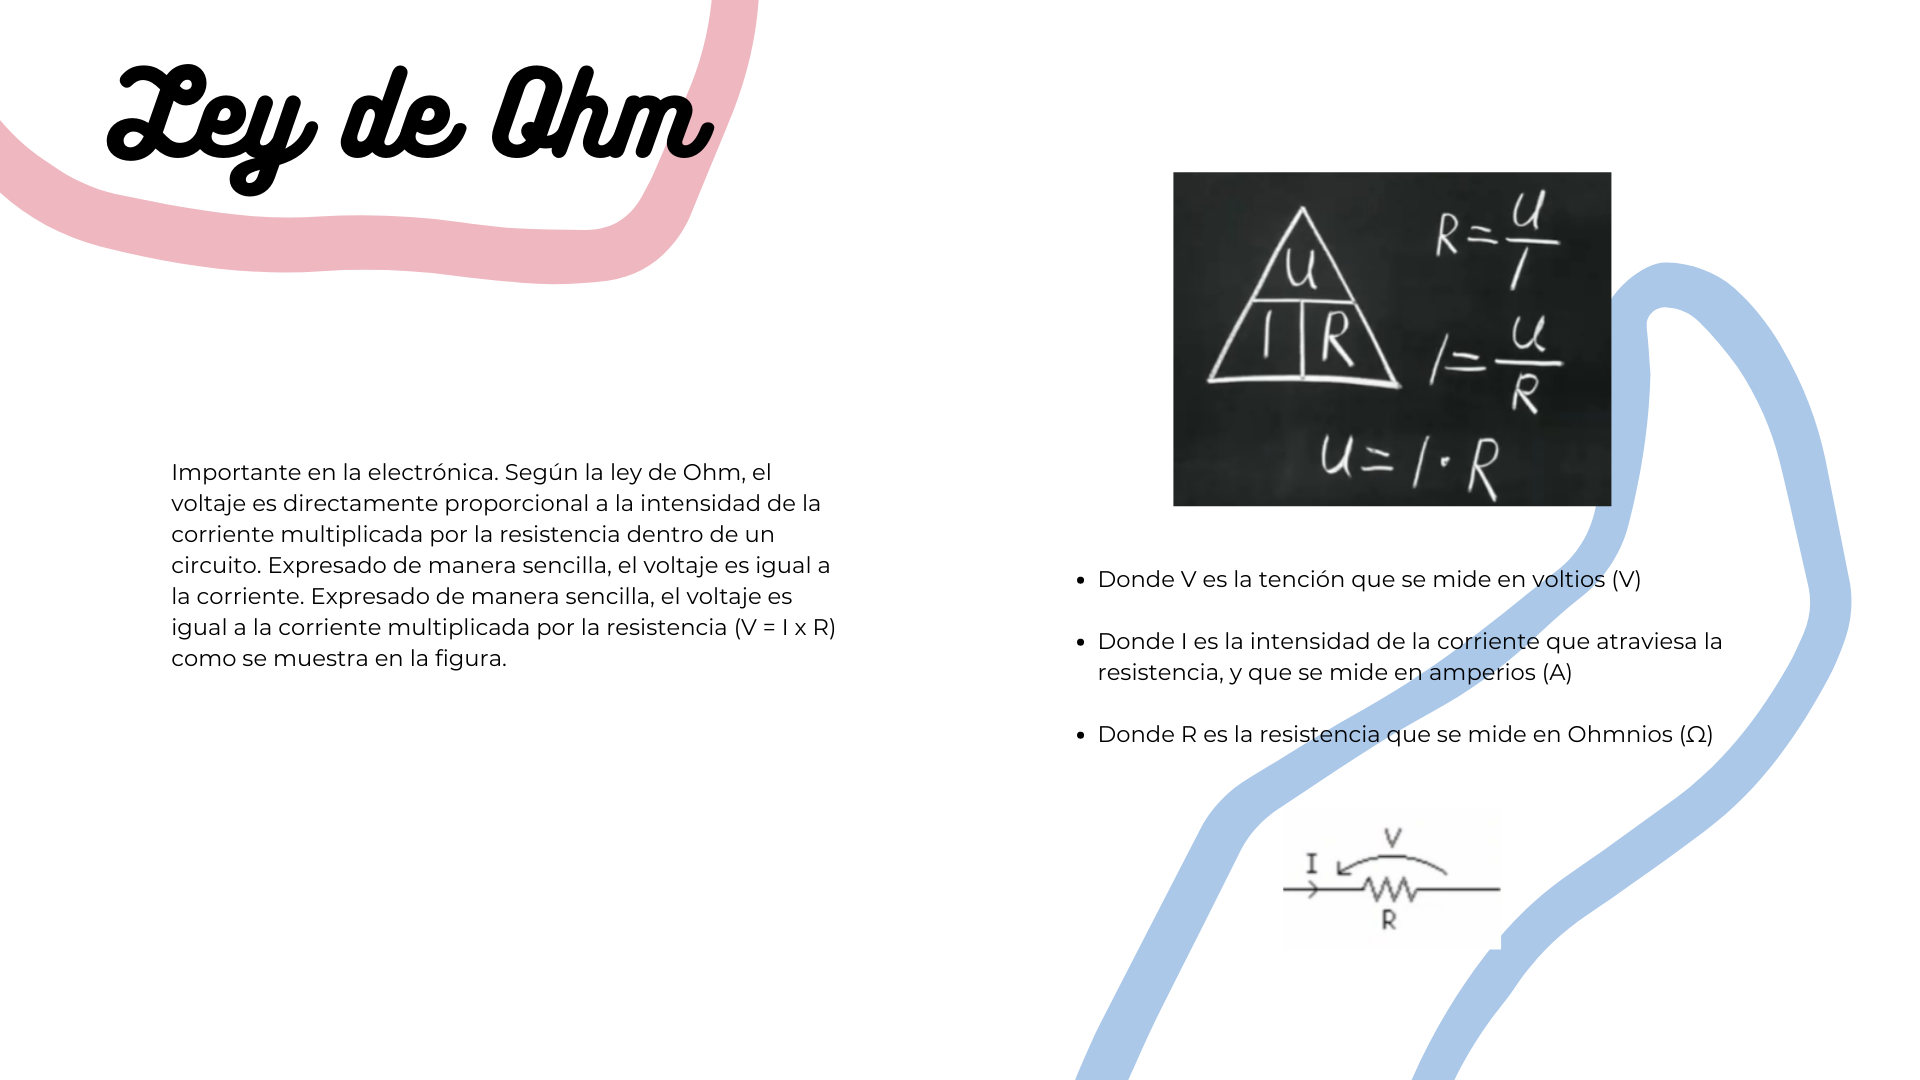 Ley de Ohm
Importante en la electrónica. Según la ley de Ohm, el
voltaje es directamente proporcional a la intensidad de la
corriente multiplicada por la resistencia dentro de un
circuito. Expresado de manera sencilla, el voltaje es igual a
la corriente. Expresado de manera sencilla, el voltaje es
igual a la corriente multiplicada por la resistencia (V = I x R)
como se muestra en la figura.
U
I R
R = U / I
I = U / R
U = I · R
• Donde V es la tención que se mide en voltios (V)
• Donde I es la intensidad de la corriente que atraviesa la
resistencia, y que se mide en amperios (A)
• Donde R es la resistencia que se mide en Ohmnios (Ω)
V
I
R